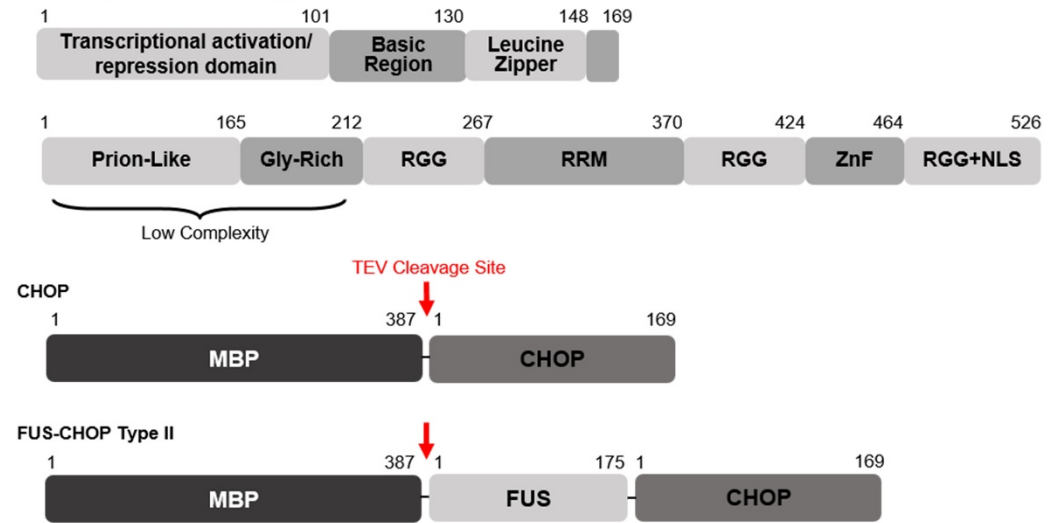 1 101 130 148 169
Transcriptional activation/ repression domain Basic Region Leucine Zipper
1 165 212 267 370 424 464 526
Prion-Like Gly-Rich RGG RRM RGG ZnF RGG+NLS
Low Complexity
TEV Cleavage Site
CHOP
1 387 1 169
MBP CHOP
FUS-CHOP Type II
1 387 1 175 1 169
MBP FUS CHOP